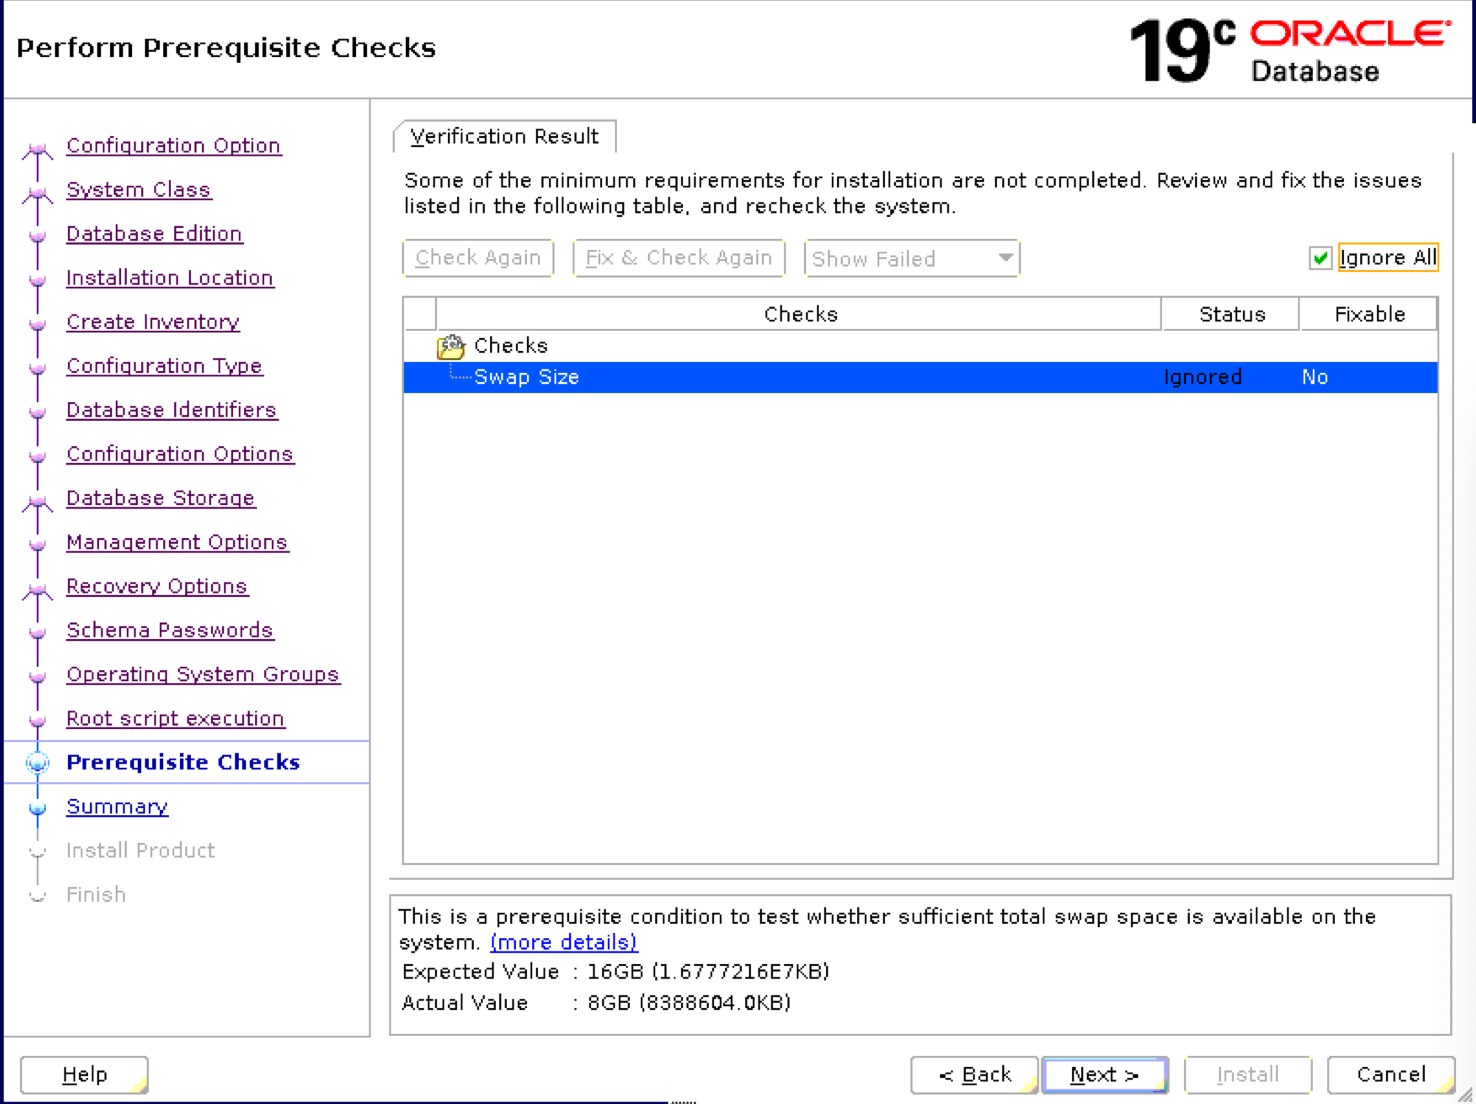 Perform Prerequisite Checks
19c ORACLE
Database
Configuration Option
System Class
Database Edition
Installation Location
Create Inventory
Configuration Type
Database Identifiers
Configuration Options
Database Storage
Management Options
Recovery Options
Schema Passwords
Operating System Groups
Root script execution
Prerequisite Checks
Summary
Install Product
Finish
Verification Result
Some of the minimum requirements for installation are not completed. Review and fix the issues
listed in the following table, and recheck the system.
Check Again Fix & Check Again Show Failed Ignore All
Checks Status Fixable
Checks
Swap Size Ignored No
This is a prerequisite condition to test whether sufficient total swap space is available on the
system. (more details)
Expected Value : 16GB (1.6777216E7KB)
Actual Value : 8GB (8388604.0KB)
Help < Back Next > Install Cancel